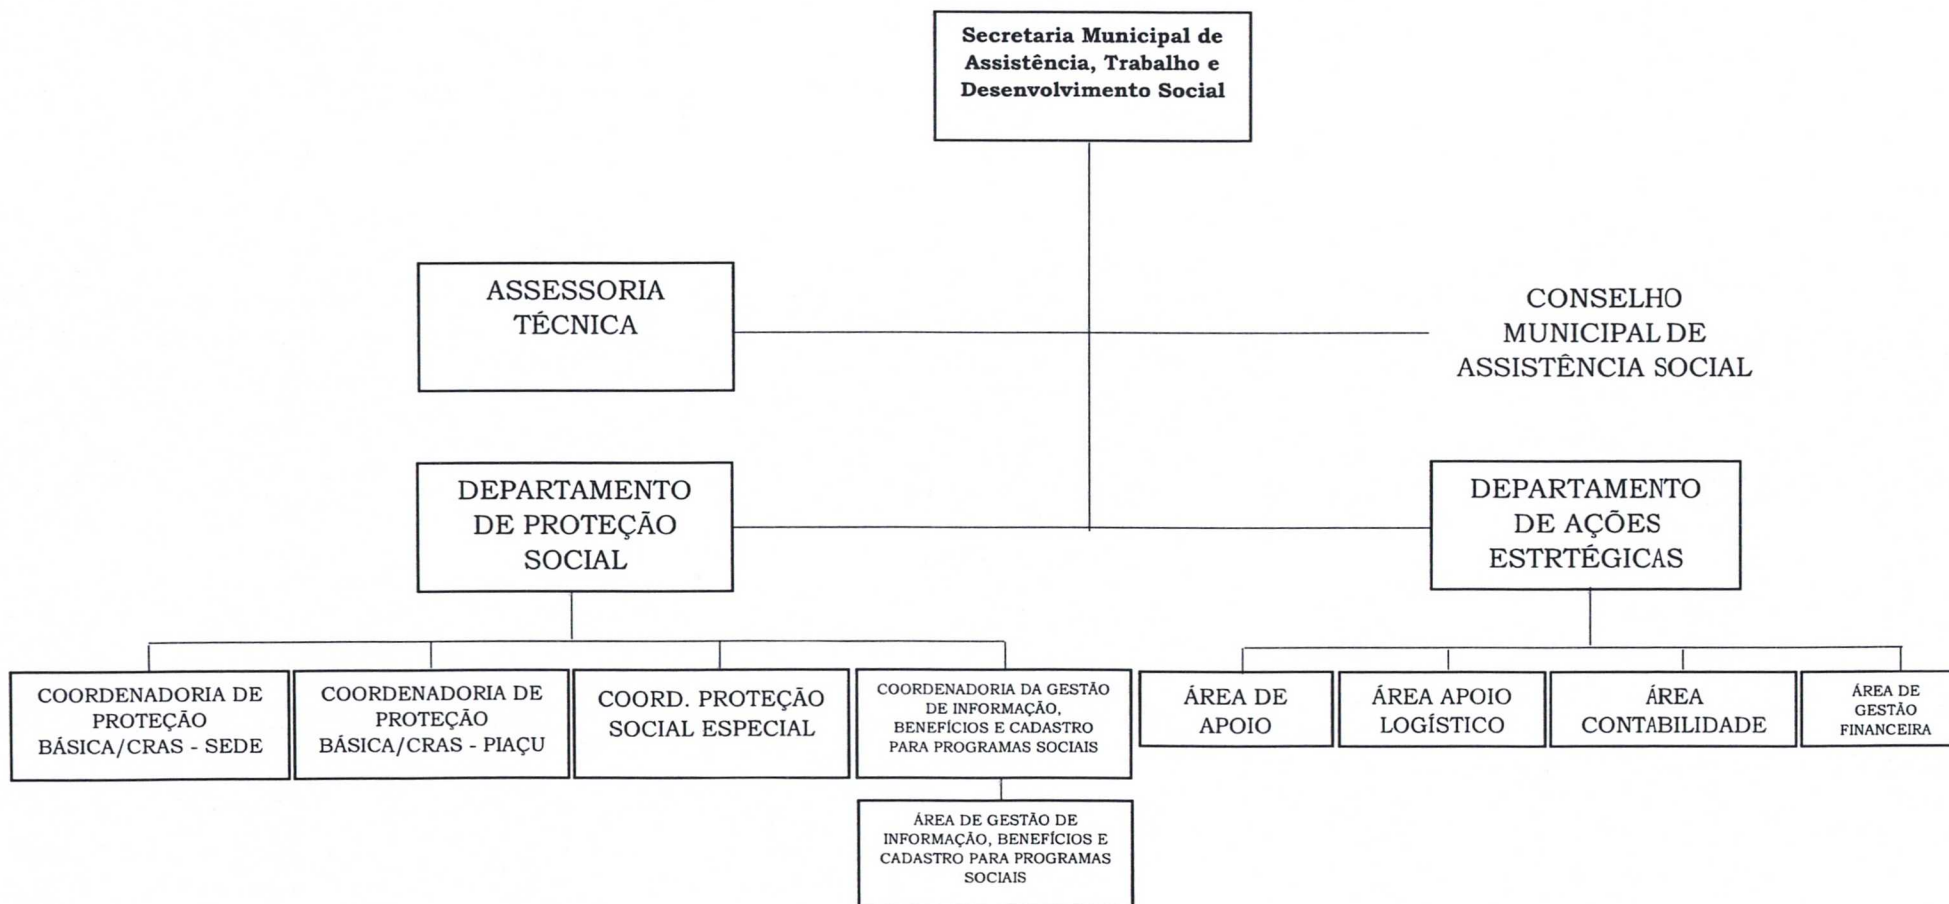 Secretaria Municipal de
Assistência, Trabalho e
Desenvolvimento Social
ASSESSORIA
TÉCNICA
CONSELHO
MUNICIPAL DE
ASSISTÊNCIA SOCIAL
DEPARTAMENTO
DE PROTEÇÃO
SOCIAL
DEPARTAMENTO
DE AÇÕES
ESTRTÉGICAS
COORDENADORIA DE
PROTEÇÃO
BÁSICA/CRAS - SEDE
COORDENADORIA DE
PROTEÇÃO
BÁSICA/CRAS - PIAÇU
COORD. PROTEÇÃO
SOCIAL ESPECIAL
COORDENADORIA DA GESTÃO
DE INFORMAÇÃO,
BENEFÍCIOS E CADASTRO
PARA PROGRAMAS SOCIAIS
ÁREA DE
APOIO
ÁREA APOIO
LOGÍSTICO
ÁREA
CONTABILIDADE
ÁREA DE
GESTÃO
FINANCEIRA
ÁREA DE GESTÃO DE
INFORMAÇÃO, BENEFÍCIOS E
CADASTRO PARA PROGRAMAS
SOCIAIS